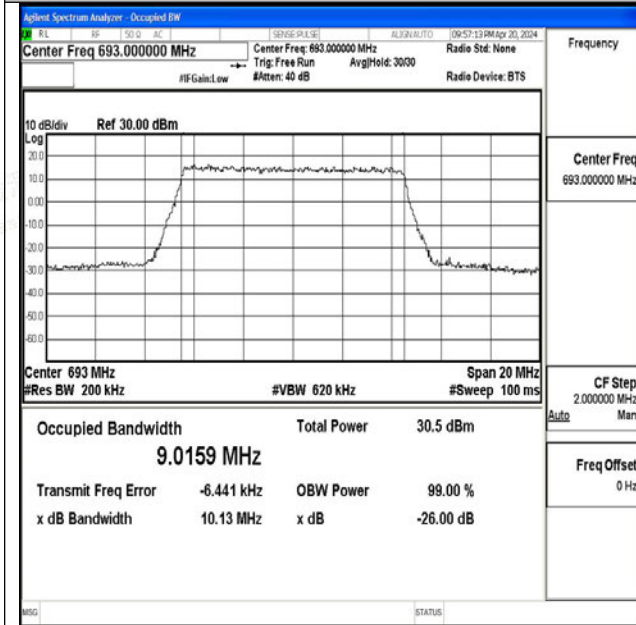 Agilent Spectrum Analyzer - Occupied BW
RL RF 50 Ω AC SENSE:PULSE ALIGNAUTO 09:57:13 PM Apr 20, 2024
Center Freq 693.000000 MHz
Center Freq: 693.000000 MHz
Radio Std: None
Trig: Free Run
Avg|Hold: 30/30
#IFGain:Low
#Atten: 40 dB
Radio Device: BTS
Frequency
10 dB/div
Ref 30.00 dBm
Log
20.0
10.0
0.00
-10.0
-20.0
-30.0
-40.0
-50.0
-60.0
Center Freq
693.000000 MHz
Center 693 MHz
Span 20 MHz
#Res BW 200 kHz
#VBW 620 kHz
#Sweep 100 ms
CF Step
2.000000 MHz
Auto Man
Occupied Bandwidth
9.0159 MHz
Total Power 30.5 dBm
Transmit Freq Error -6.441 kHz
OBW Power 99.00 %
x dB Bandwidth 10.13 MHz
x dB -26.00 dB
Freq Offset
0 Hz
MSG
STATUS